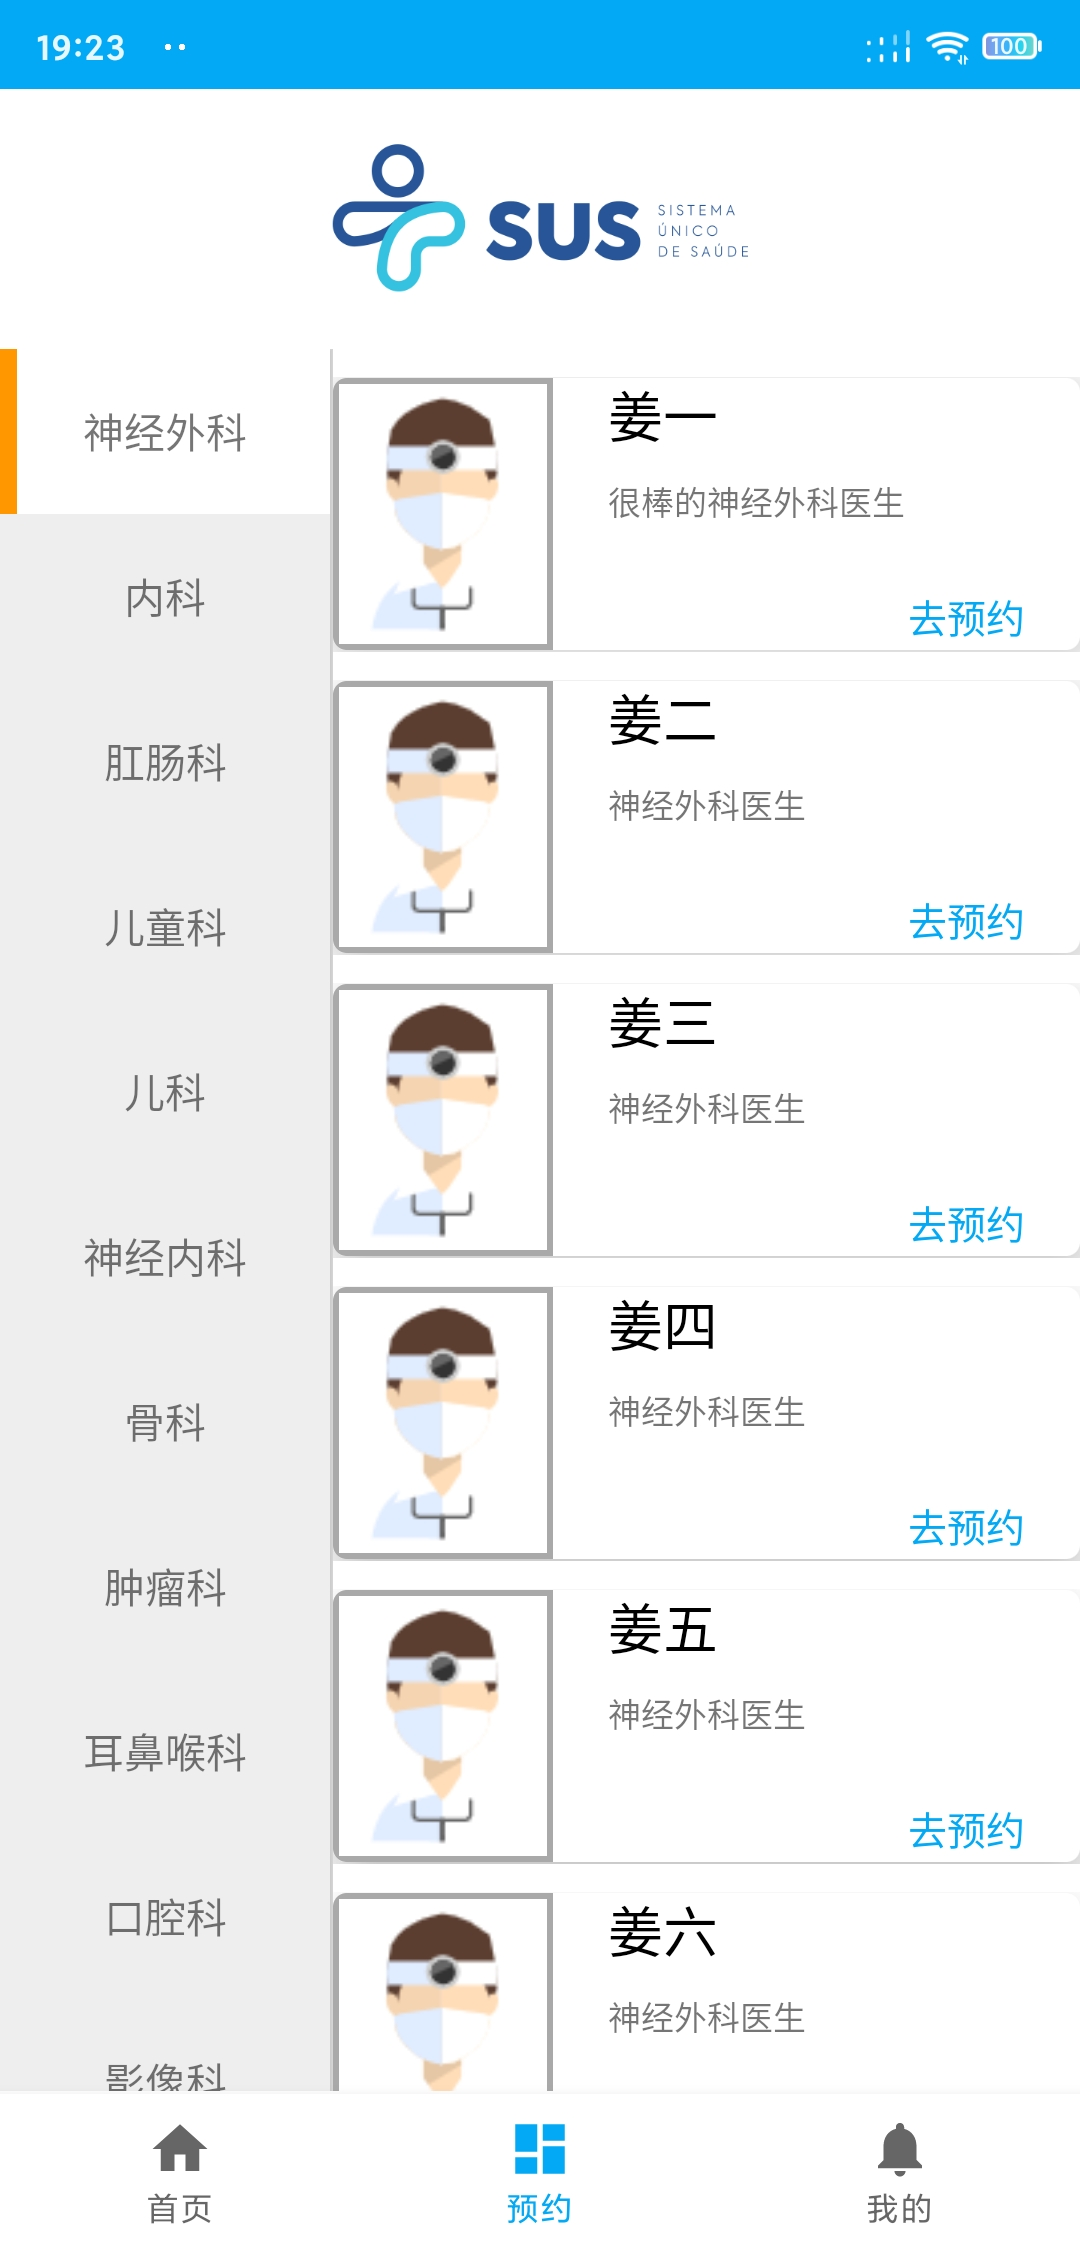 19:23
100
SUS
SISTEMA
ÚNICO
DE SAÚDE
神经外科
内科
肛肠科
儿童科
儿科
神经内科
骨科
肿瘤科
耳鼻喉科
口腔科
影像科
姜一
很棒的神经外科医生
去预约
姜二
神经外科医生
去预约
姜三
神经外科医生
去预约
姜四
神经外科医生
去预约
姜五
神经外科医生
去预约
姜六
神经外科医生
首页
预约
我的